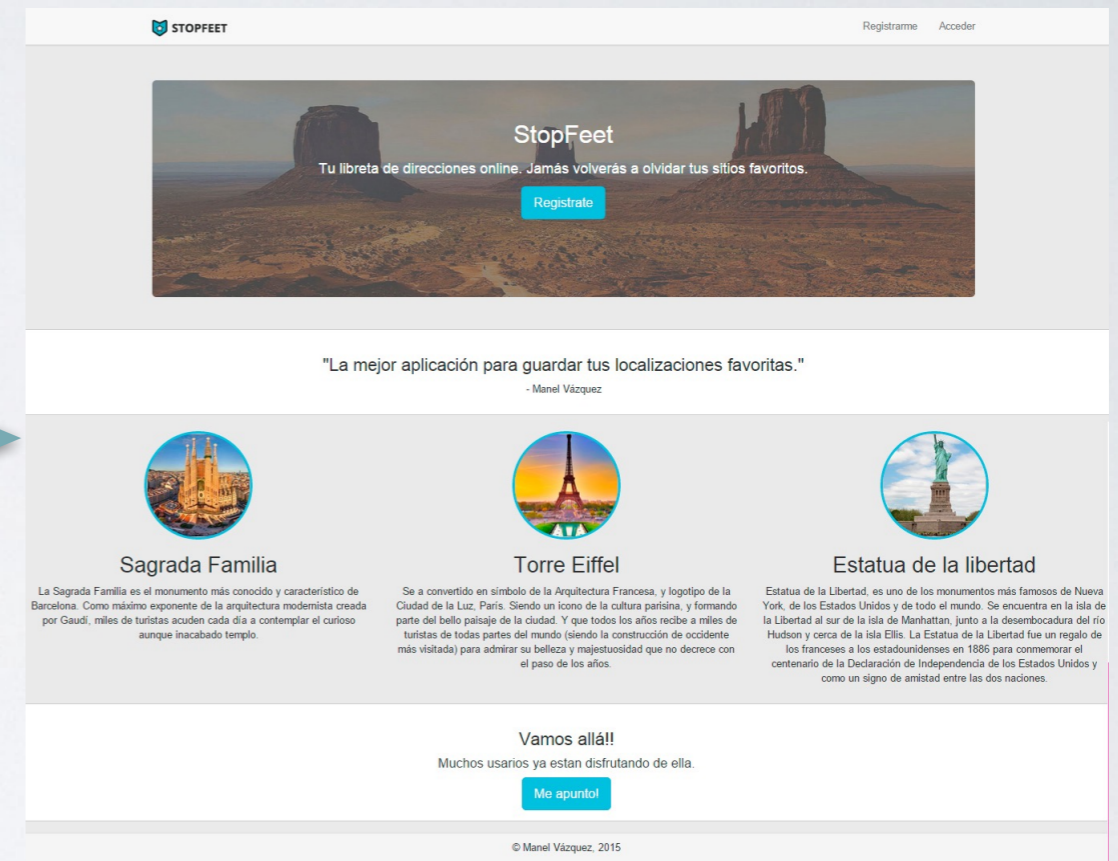 STOPFEET
Registrarme Acceder
StopFeet
Tu libreta de direcciones online. Jamás volverás a olvidar tus sitios favoritos.
Registrate
"La mejor aplicación para guardar tus localizaciones favoritas."
- Manel Vázquez
Sagrada Familia
La Sagrada Familia es el monumento más conocido y característico de
Barcelona. Como máximo exponente de la arquitectura modernista creada
por Gaudí, miles de turistas acuden cada día a contemplar el curioso
aunque inacabado templo.
Torre Eiffel
Se a convertido en símbolo de la Arquitectura Francesa, y logotipo de la
Ciudad de la Luz, París. Siendo un icono de la cultura parisina, y formando
parte del bello paisaje de la ciudad. Y que todos los años recibe a miles de
turistas de todas partes del mundo (siendo la construcción de occidente
más visitada) para admirar su belleza y majestuosidad que no decrece con
el paso de los años.
Estatua de la libertad
Estatua de la Libertad, es uno de los monumentos más famosos de Nueva
York, de los Estados Unidos y de todo el mundo. Se encuentra en la isla de
la Libertad al sur de la isla de Manhattan, junto a la desembocadura del río
Hudson y cerca de la isla Ellis. La Estatua de la Libertad fue un regalo de
los franceses a los estadounidenses en 1886 para conmemorar el
centenario de la Declaración de Independencia de los Estados Unidos y
como un signo de amistad entre las dos naciones.
Vamos allá!!
Muchos usarios ya estan disfrutando de ella.
Me apunto!
© Manel Vázquez, 2015